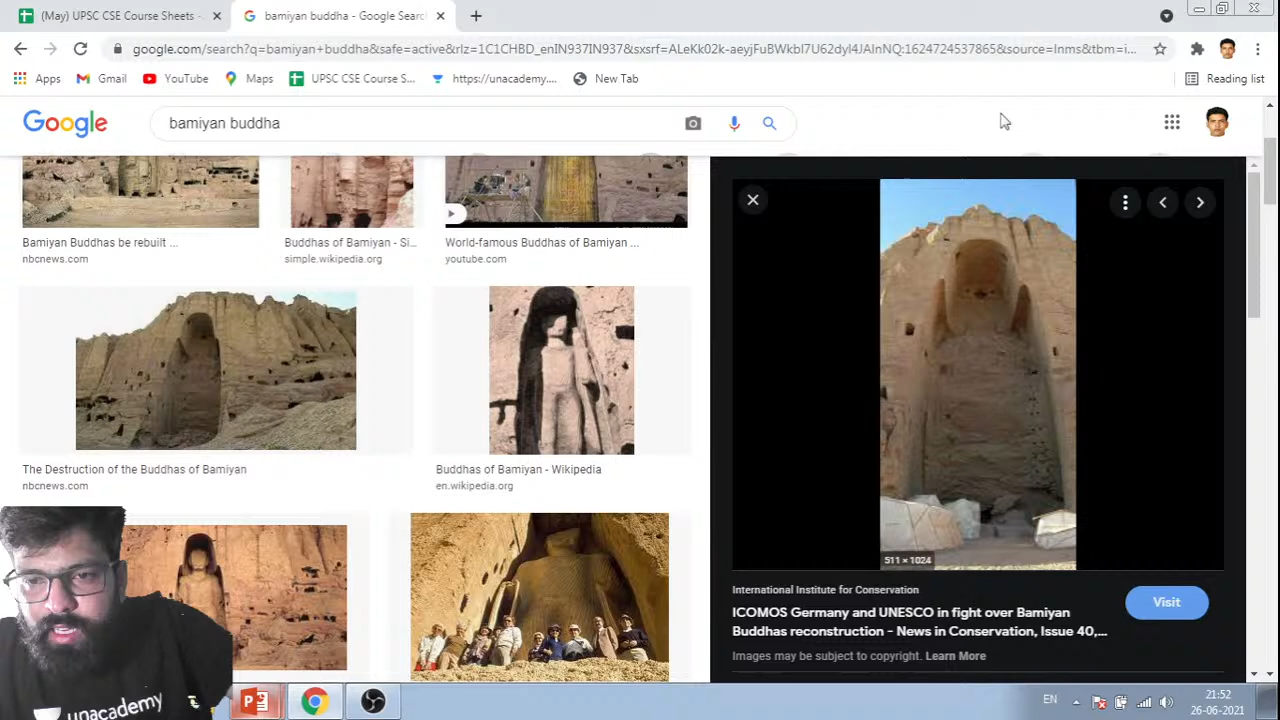 (May) UPSC CSE Course Sheets -
bamiyan buddha - Google Searc
google.com/search?q=bamiyan+buddha&safe=active&rlz=1C1CHBD_enIN937IN937&sxsrf=ALeKk02k-aeyjFuBWkbl7U62dyl4JAlnNQ:1624724537865&source=lnms&tbm=i...
Apps
Gmail
YouTube
Maps
UPSC CSE Course S...
https://unacademy....
New Tab
Reading list
Google
bamiyan buddha
Bamiyan Buddhas be rebuilt ...
nbcnews.com
Buddhas of Bamiyan - Si...
simple.wikipedia.org
World-famous Buddhas of Bamiyan ...
youtube.com
The Destruction of the Buddhas of Bamiyan
nbcnews.com
Buddhas of Bamiyan - Wikipedia
en.wikipedia.org
511 × 1024
International Institute for Conservation
ICOMOS Germany and UNESCO in fight over Bamiyan
Buddhas reconstruction - News in Conservation, Issue 40,...
Visit
Images may be subject to copyright. Learn More
unacademy
EN
21:52
26-06-2021